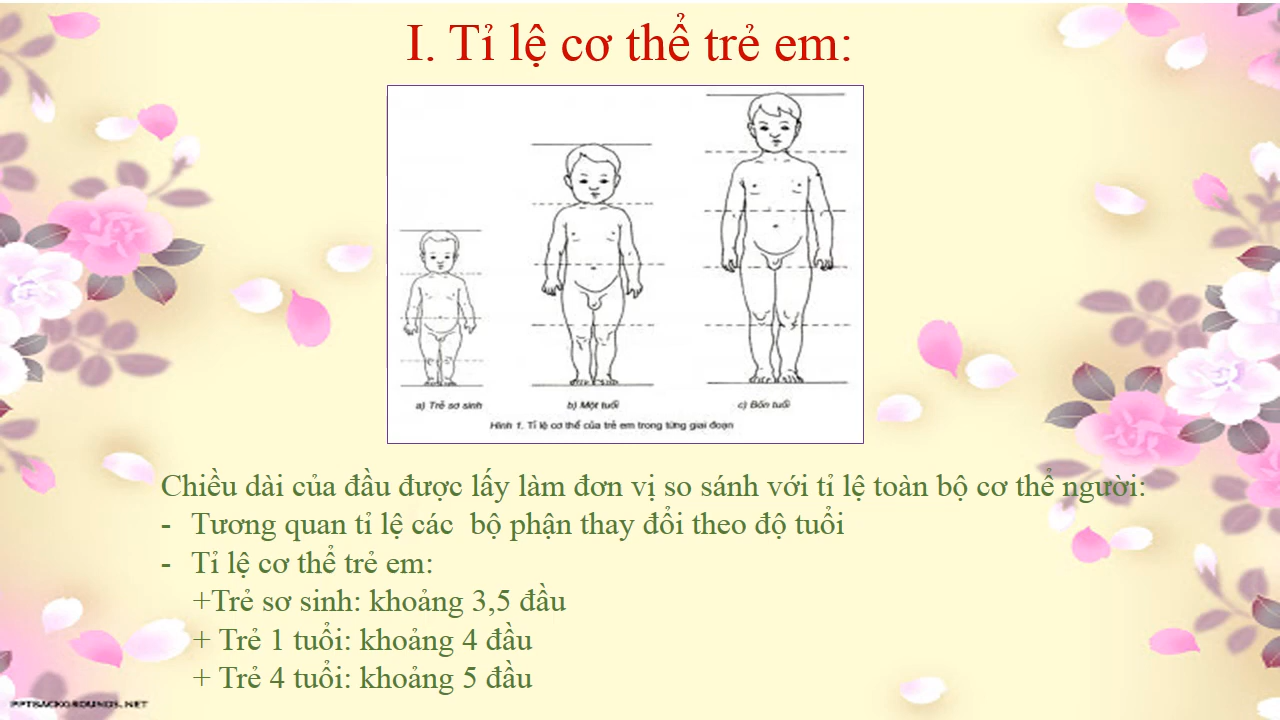 I. Tỉ lệ cơ thể trẻ em:
a) Trẻ sơ sinh b) Một tuổi c) Bốn tuổi
Hình 1. Tỉ lệ cơ thể của trẻ em trong từng giai đoạn
Chiều dài của đầu được lấy làm đơn vị so sánh với tỉ lệ toàn bộ cơ thể người:
- Tương quan tỉ lệ các bộ phận thay đổi theo độ tuổi
- Tỉ lệ cơ thể trẻ em:
+Trẻ sơ sinh: khoảng 3,5 đầu
+ Trẻ 1 tuổi: khoảng 4 đầu
+ Trẻ 4 tuổi: khoảng 5 đầu
PPTBACKGROUNDS.NET